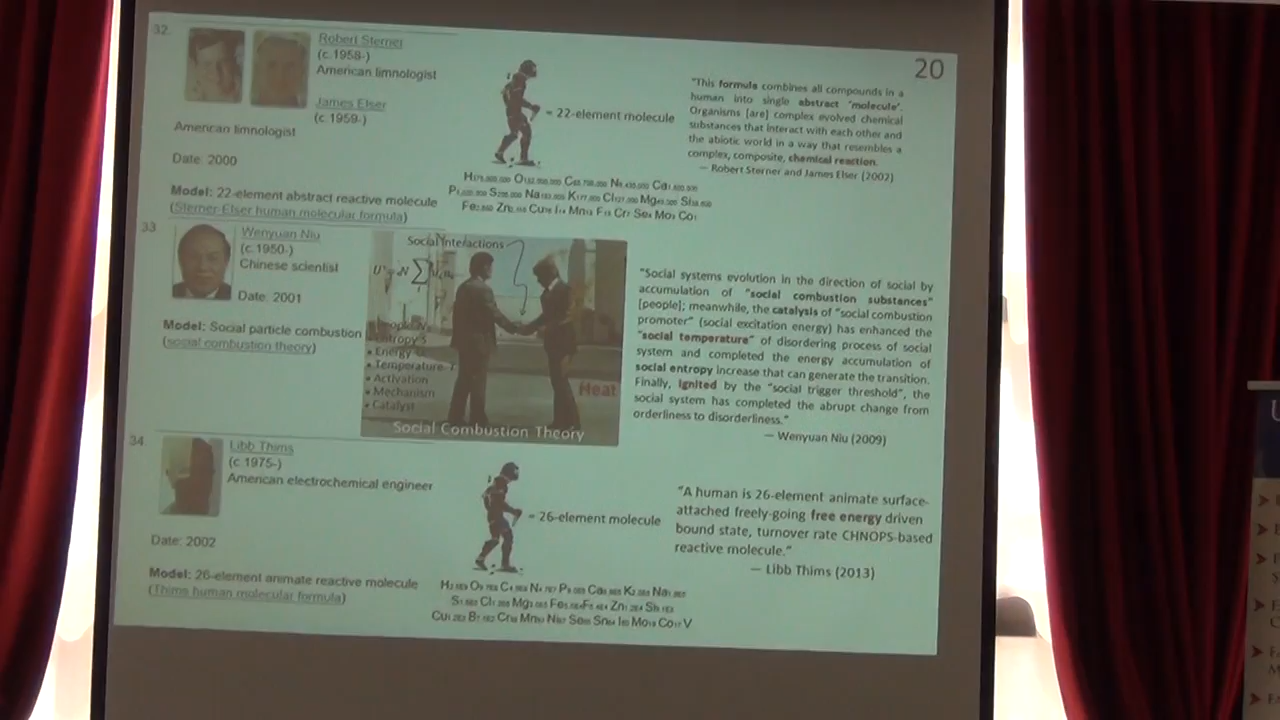 20
32.
Robert Sterner
(c.1958-)
American limnologist
James Elser
(c.1959-)
American limnologist
Date: 2000
Model: 22-element abstract reactive molecule
(Sterner-Elser human molecular formula)
= 22-element molecule
"This formula combines all compounds in a
human into single abstract 'molecule'.
Organisms [are] complex evolved chemical
substances that interact with each other and
the abiotic world in a way that resembles a
complex, composite, chemical reaction.
— Robert Sterner and James Elser (2002)
33
Wenyuan Niu
(c.1950-)
Chinese scientist
Date: 2001
Model: Social particle combustion
(social combustion theory)
Social Interactions
• Entropy S
• Energy
• Temperature T
• Activation
• Mechanism
• Catalyst
Heat
Social Combustion Theory
"Social systems evolution in the direction of social by
accumulation of "social combustion substances"
[people]; meanwhile, the catalysis of "social combustion
promoter" (social excitation energy) has enhanced the
"social temperature" of disordering process of social
system and completed the energy accumulation of
social entropy increase that can generate the transition.
Finally, ignited by the "social trigger threshold", the
social system has completed the abrupt change from
orderliness to disorderliness."
— Wenyuan Niu (2009)
34
Libb Thims
(c.1975-)
American electrochemical engineer
Date: 2002
Model: 26-element animate reactive molecule
(Thims human molecular formula)
= 26-element molecule
"A human is 26-element animate surface-
attached freely-going free energy driven
bound state, turnover rate CHNOPS-based
reactive molecule."
— Libb Thims (2013)